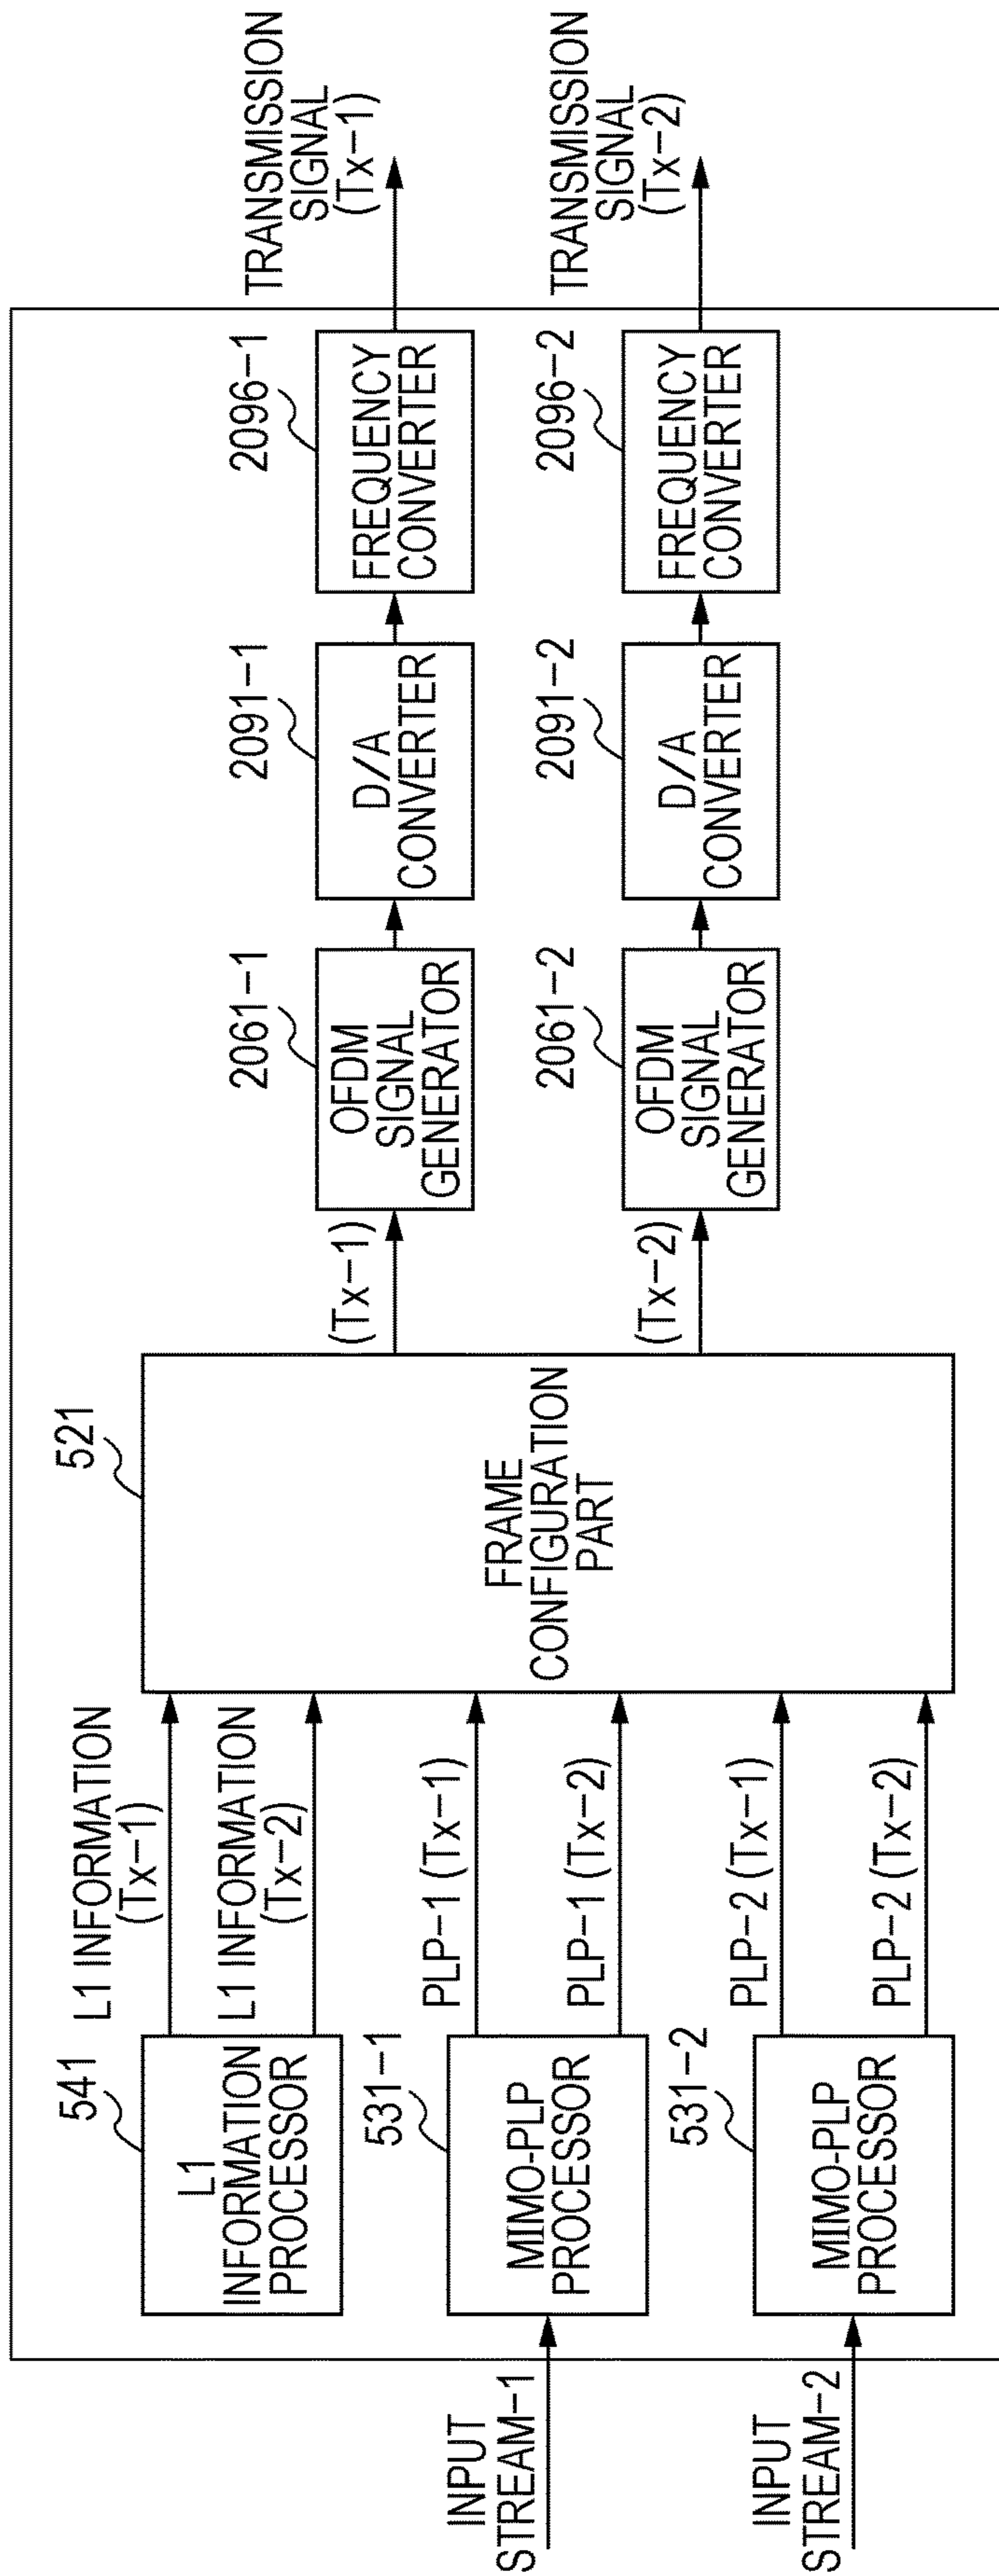 541
L1
INFORMATION
PROCESSOR
L1 INFORMATION
(Tx-1)
L1 INFORMATION
(Tx-2)
INPUT
STREAM-1
531-1
MIMO-PLP
PROCESSOR
PLP-1 (Tx-1)
PLP-1 (Tx-2)
INPUT
STREAM-2
531-2
MIMO-PLP
PROCESSOR
PLP-2 (Tx-1)
PLP-2 (Tx-2)
521
FRAME
CONFIGURATION
PART
(Tx-1)
2061-1
OFDM
SIGNAL
GENERATOR
2091-1
D/A
CONVERTER
2096-1
FREQUENCY
CONVERTER
TRANSMISSION
SIGNAL
(Tx-1)
(Tx-2)
2061-2
OFDM
SIGNAL
GENERATOR
2091-2
D/A
CONVERTER
2096-2
FREQUENCY
CONVERTER
TRANSMISSION
SIGNAL
(Tx-2)